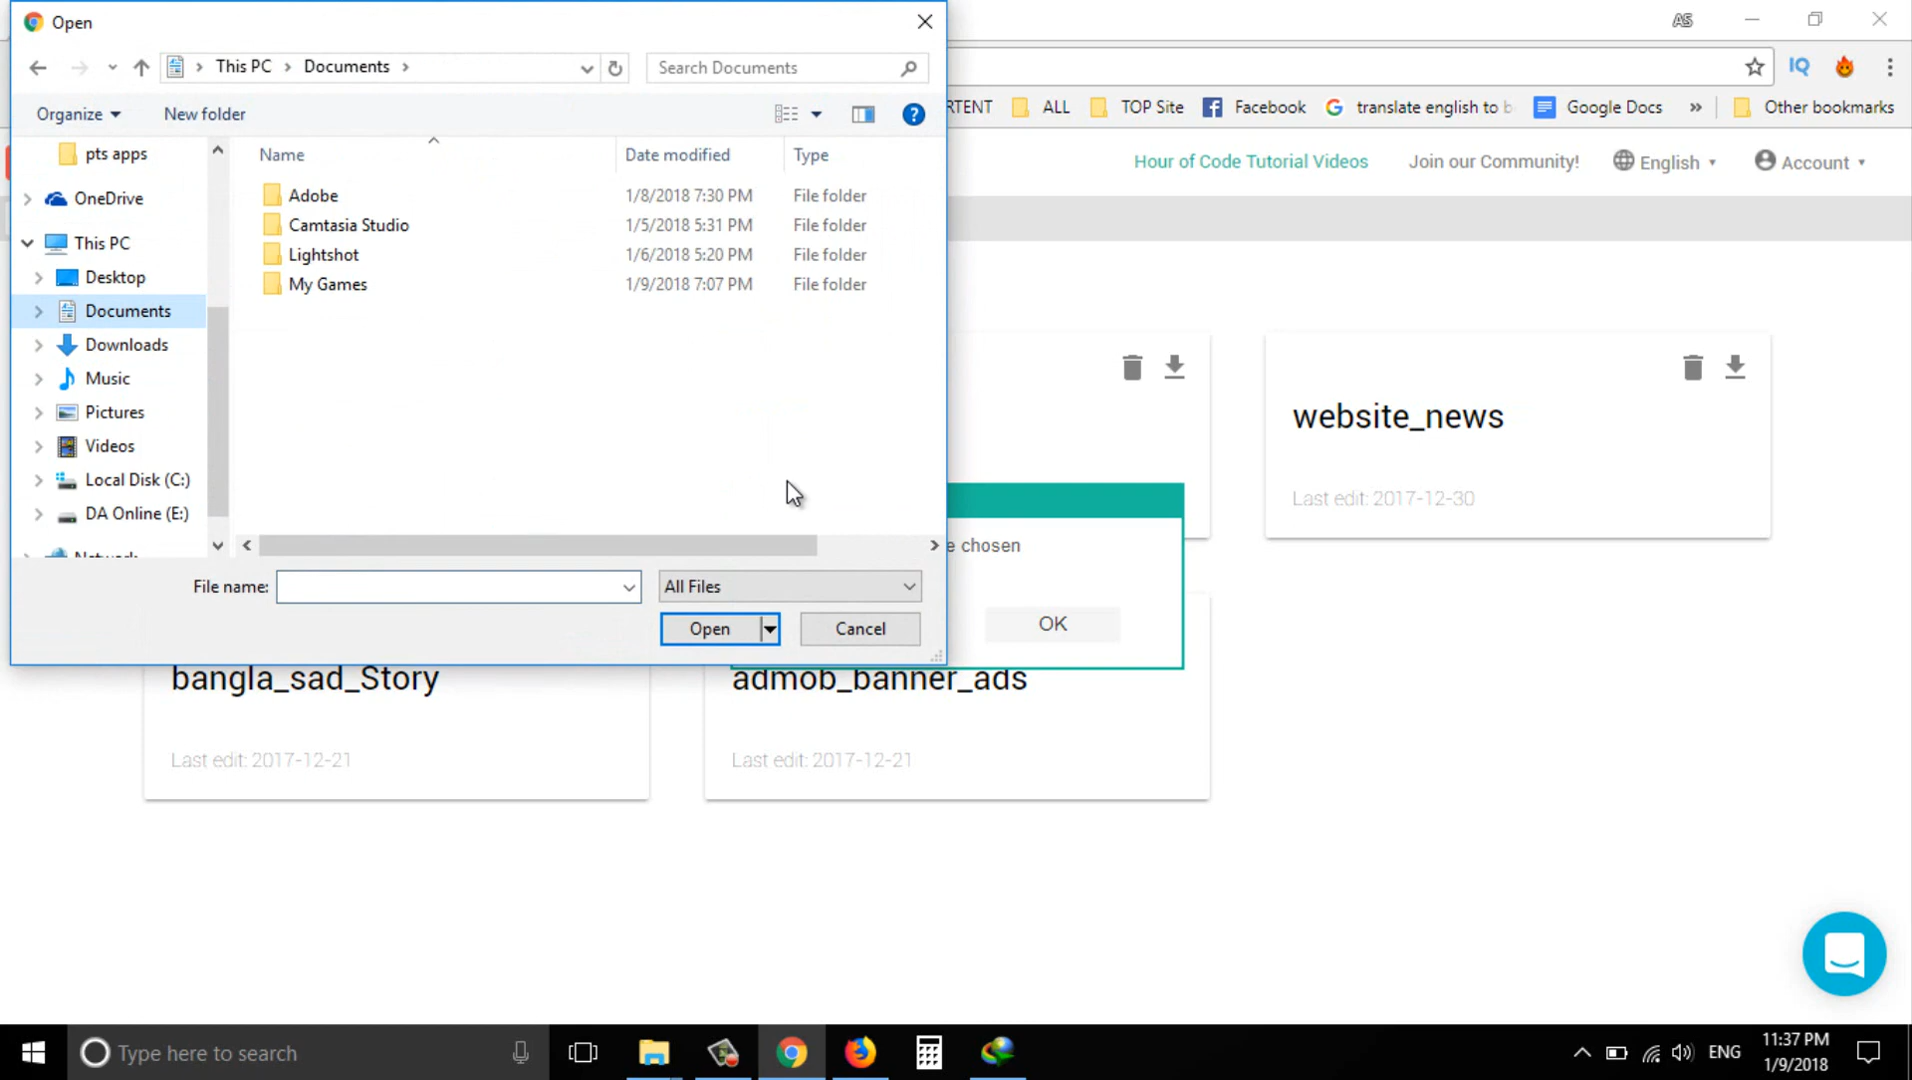 Open
AS
This PC > Documents >
Search Documents
Organize
New folder
RTENT
ALL
TOP Site
Facebook
translate english to b
Google Docs
»
Other bookmarks
Hour of Code Tutorial Videos
Join our Community!
English
Account
pts apps
OneDrive
This PC
Desktop
Documents
Downloads
Music
Pictures
Videos
Local Disk (C:)
DA Online (E:)
Network
Name
Date modified
Type
Adobe 1/8/2018 7:30 PM File folder
Camtasia Studio 1/5/2018 5:31 PM File folder
Lightshot 1/6/2018 5:20 PM File folder
My Games 1/9/2018 7:07 PM File folder
File name:
All Files
Open
Cancel
IQ
website_news
Last edit: 2017-12-30
e chosen
OK
bangla_sad_Story
Last edit: 2017-12-21
admob_banner_ads
Last edit: 2017-12-21
Type here to search
ENG
11:37 PM
1/9/2018